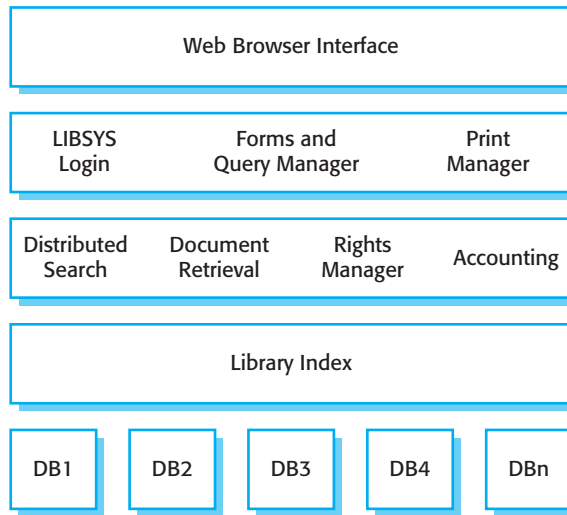 Web Browser Interface
LIBSYS Login
Forms and Query Manager
Print Manager
Distributed Search
Document Retrieval
Rights Manager
Accounting
Library Index
DB1
DB2
DB3
DB4
DBn